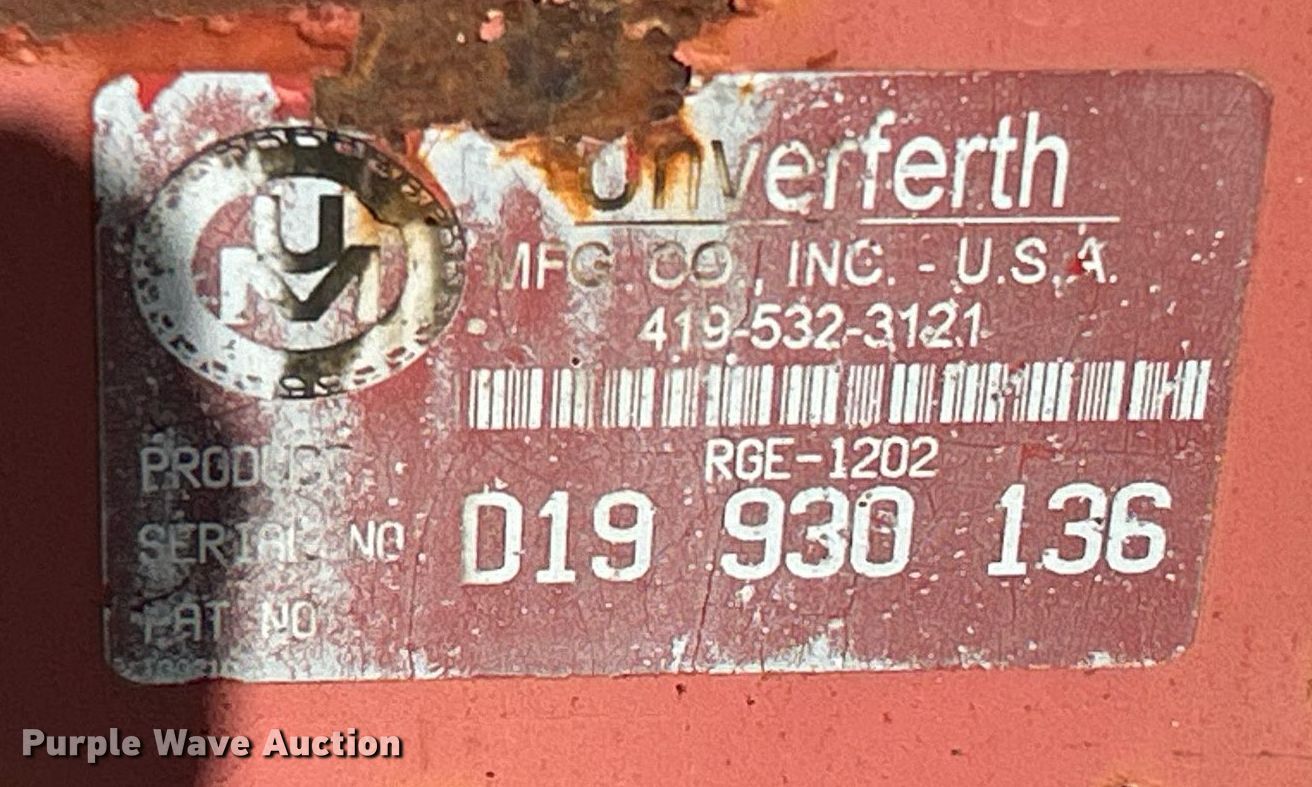 UM
Unverferth
MFG. CO., INC. - U.S.A.
419-532-3121
RGE-1202
PRODUCT
SERIAL NO D19 930 136
PAT NO
Purple Wave Auction